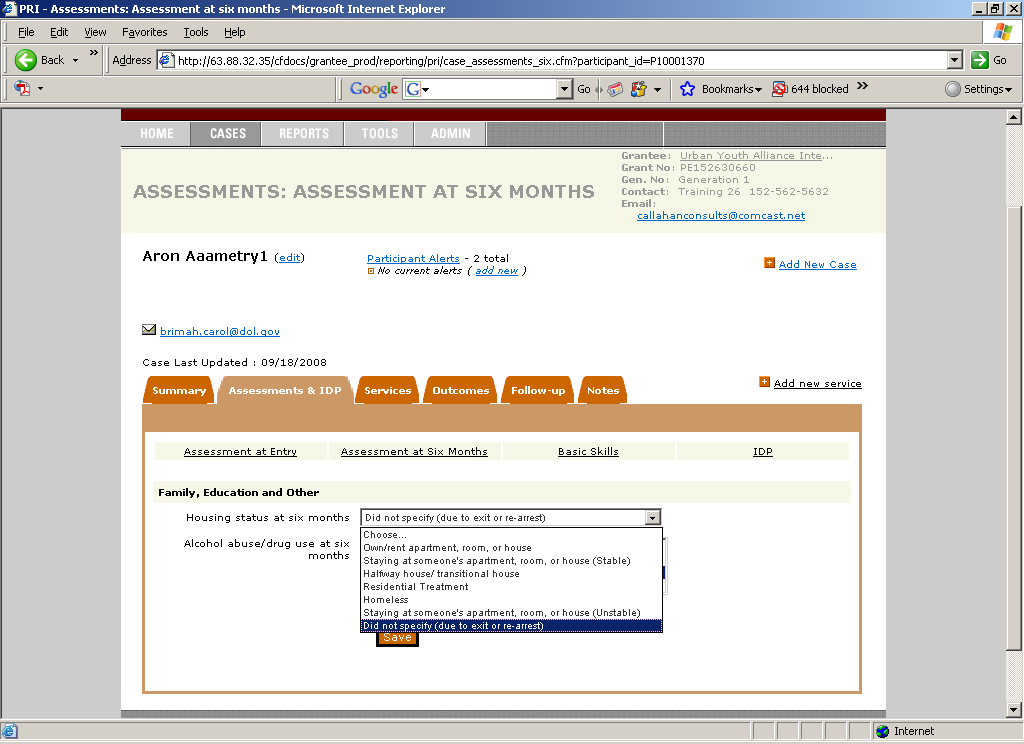 PRI - Assessments: Assessment at six months - Microsoft Internet Explorer
File Edit View Favorites Tools Help
Back » Address http://63.88.32.35/cfdocs/grantee_prod/reporting/pri/case_assessments_six.cfm?participant_id=P10001370 Go
Google G Go Bookmarks 644 blocked » Settings
HOME CASES REPORTS TOOLS ADMIN
ASSESSMENTS: ASSESSMENT AT SIX MONTHS
Grantee: Urban Youth Alliance Inte...
Grant No: PE152630660
Gen. No: Generation 1
Contact: Training 26 152-562-5632
Email:
callahanconsults@comcast.net
Aron Aaametry1 (edit)
Participant Alerts - 2 total
No current alerts ( add new )
Add New Case
brimah.carol@dol.gov
Case Last Updated : 09/18/2008
Add new service
Summary Assessments & IDP Services Outcomes Follow-up Notes
Assessment at Entry Assessment at Six Months Basic Skills IDP
Family, Education and Other
Housing status at six months Did not specify (due to exit or re-arrest)
Alcohol abuse/drug use at six
months
Choose...
Own/rent apartment, room, or house
Staying at someone's apartment, room, or house (Stable)
Halfway house/ transitional house
Residential Treatment
Homeless
Staying at someone's apartment, room, or house (Unstable)
Did not specify (due to exit or re-arrest)
Save
Internet